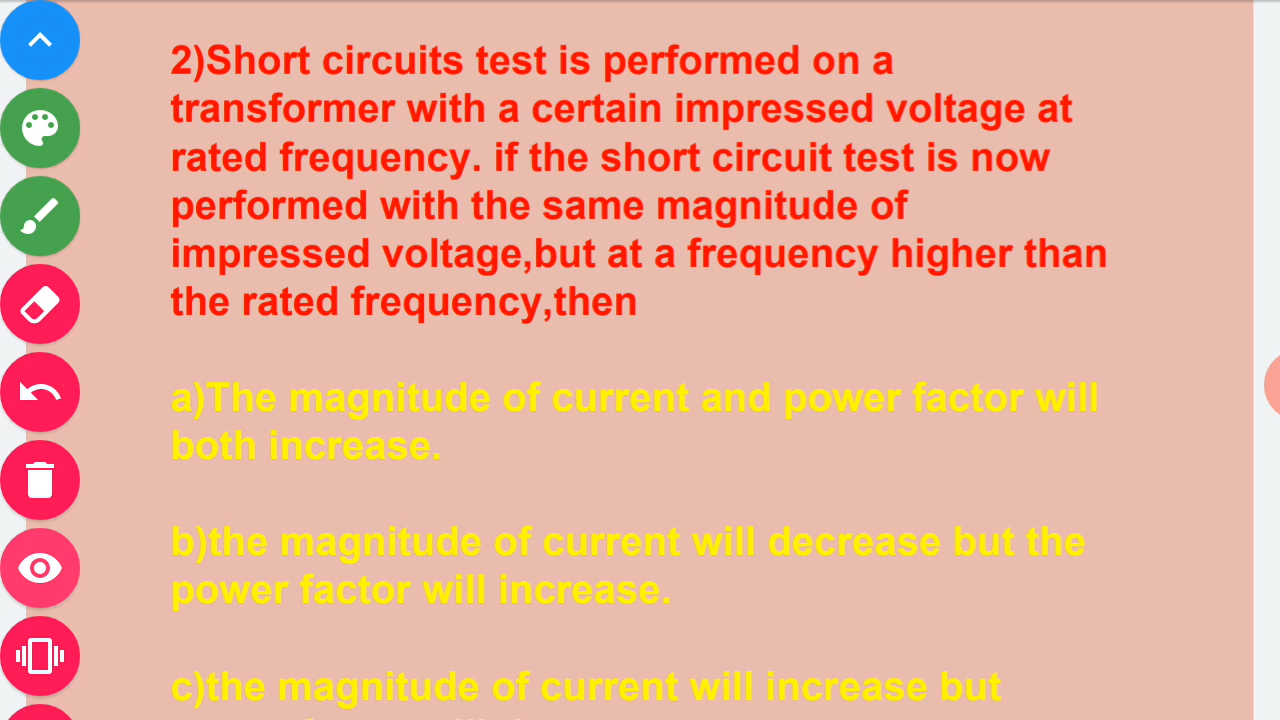 2)Short circuits test is performed on a
transformer with a certain impressed voltage at
rated frequency. if the short circuit test is now
performed with the same magnitude of
impressed voltage,but at a frequency higher than
the rated frequency,then
a)The magnitude of current and power factor will
both increase.
b)the magnitude of current will decrease but the
power factor will increase.
c)the magnitude of current will increase but